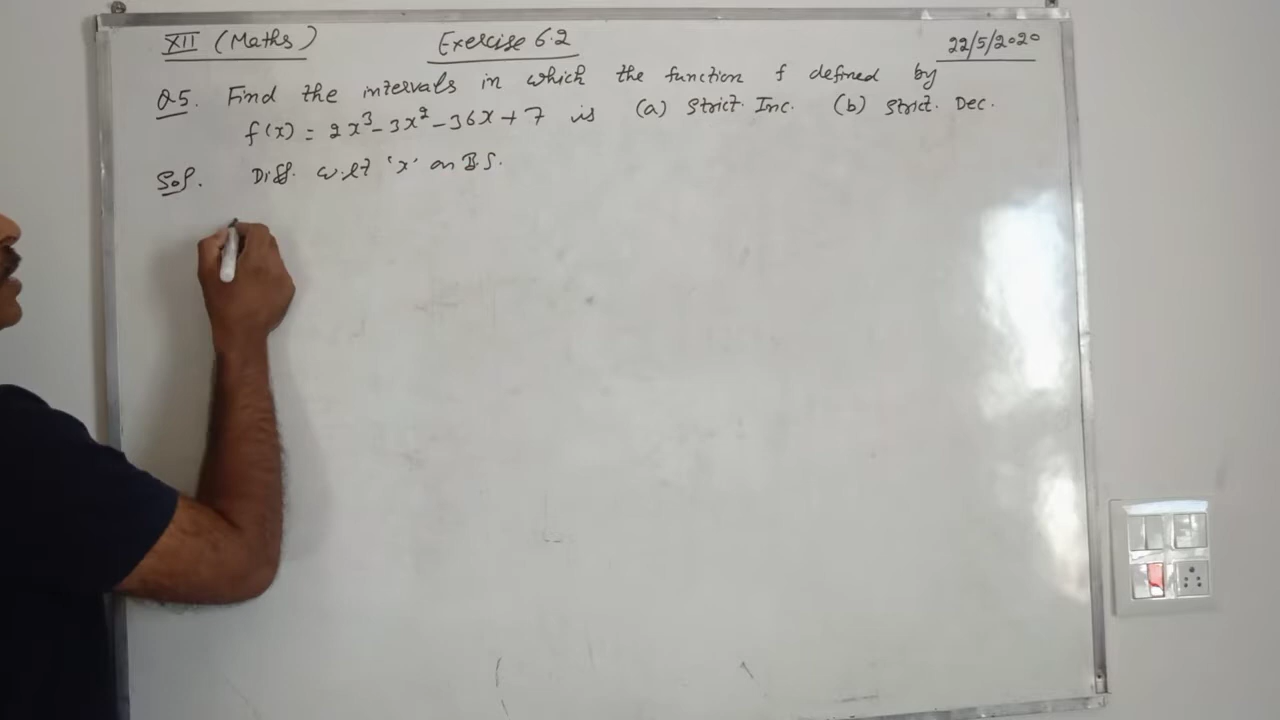 XII (Maths) Exercise 6.2 22/5/2020
Q5. Find the intervals in which the function f defined by
f(x) = 2x³-3x²-36x+7 is (a) Strict. Inc. (b) Strict. Dec.
Sol. Diff. w.r.t 'x' on B.S.